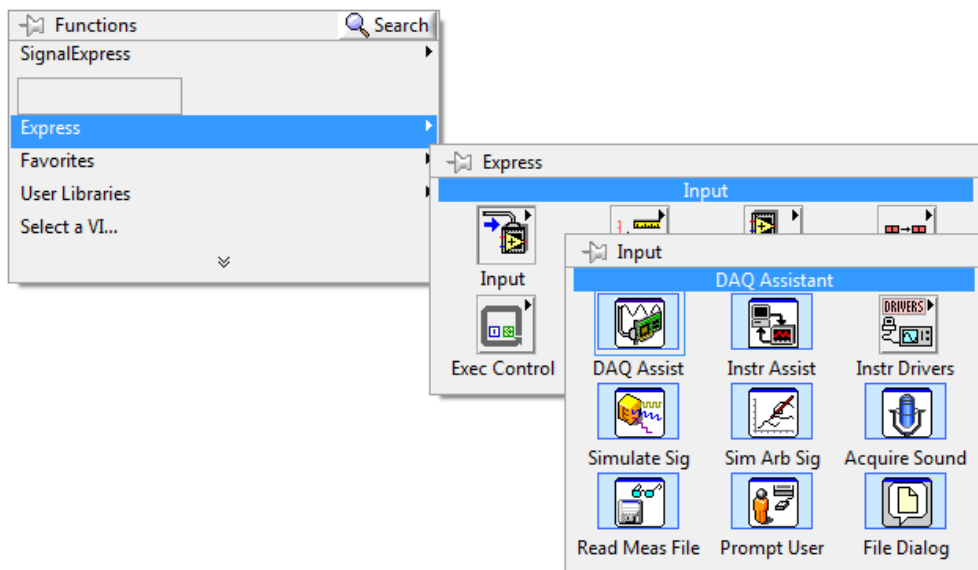 Functions
Search
SignalExpress
Express
Favorites
User Libraries
Select a VI...
Express
Input
Input
Exec Control
Input
DAQ Assistant
DRIVERS
DAQ Assist
Instr Assist
Instr Drivers
Simulate Sig
Sim Arb Sig
Acquire Sound
Read Meas File
Prompt User
File Dialog